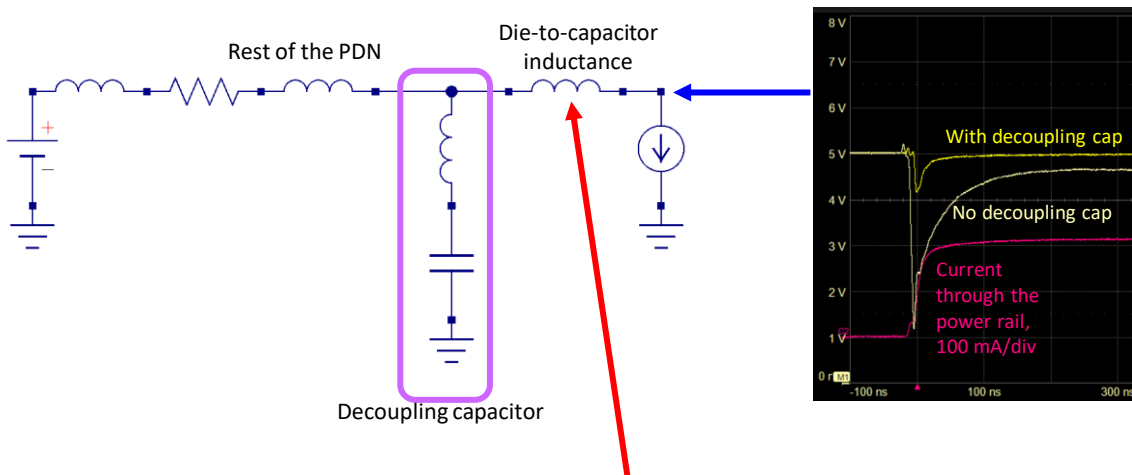 Rest of the PDN
Die-to-capacitor
inductance
+
−
Decoupling capacitor
8 V
7 V
6 V
5 V
4 V
3 V
2 V
1 V
With decoupling cap
No decoupling cap
Current
through the
power rail,
100 mA/div
M1
-100 ns
100 ns
300 ns